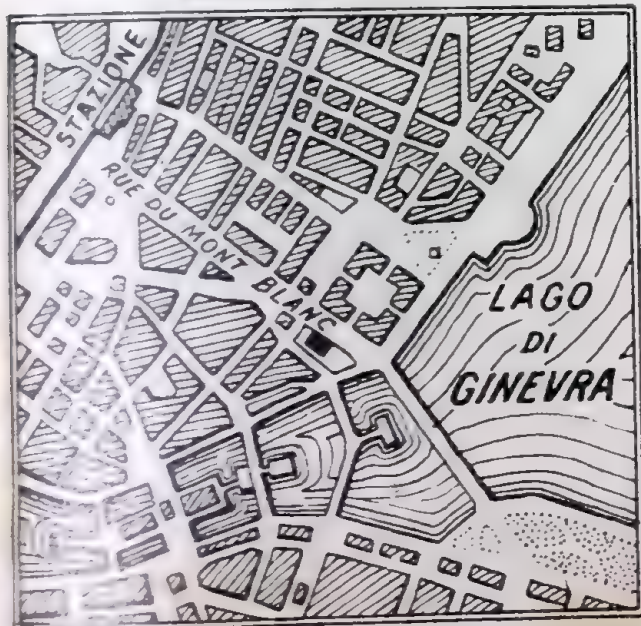 STAZIONE
RUE DU MONT BLANC
LAGO
DI
GINEVRA